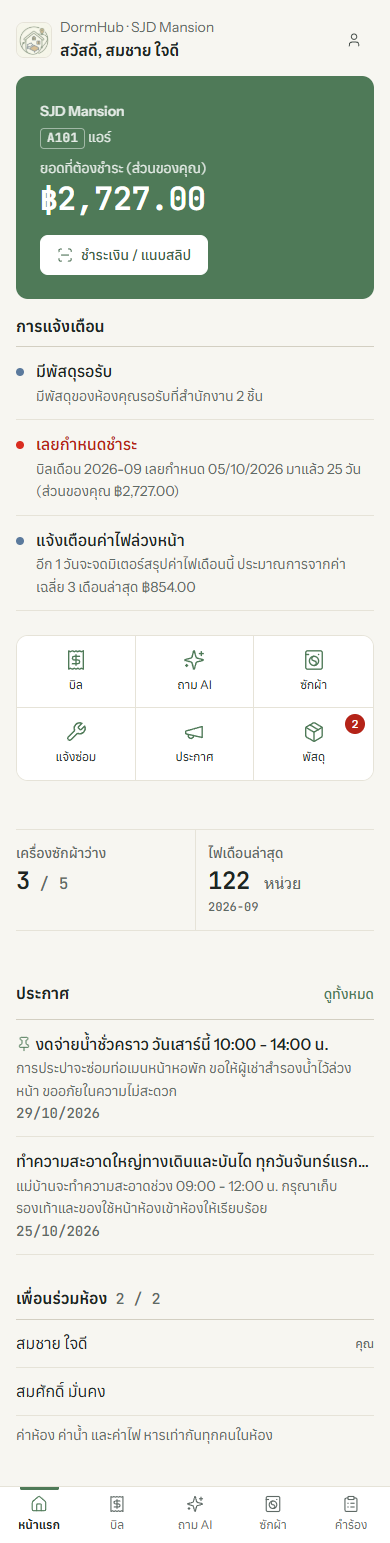 DormHub · SJD Mansion
สวัสดี, สมชาย ใจดี
SJD Mansion
A101 แอร์
ยอดที่ต้องชำระ (ส่วนของคุณ)
฿2,727.00
ชำระเงิน / แนบสลิป
การแจ้งเตือน
มีพัสดุรอรับ
มีพัสดุของห้องคุณรอรับที่สำนักงาน 2 ชิ้น
เลยกำหนดชำระ
บิลเดือน 2026-09 เลยกำหนด 05/10/2026 มาแล้ว 25 วัน
(ส่วนของคุณ ฿2,727.00)
แจ้งเตือนค่าไฟล่วงหน้า
อีก 1 วันจะจดมิเตอร์สรุปค่าไฟเดือนนี้ ประมาณการจากค่า
เฉลี่ย 3 เดือนล่าสุด ฿854.00
บิล
ถาม AI
ซักผ้า
แจ้งซ่อม
ประกาศ
พัสดุ
2
เครื่องซักผ้าว่าง
3 / 5
ไฟเดือนล่าสุด
122 หน่วย
2026-09
ประกาศ
ดูทั้งหมด
งดจ่ายน้ำชั่วคราว วันเสาร์นี้ 10:00 - 14:00 น.
การประปาจะซ่อมท่อเมนหน้าหอพัก ขอให้ผู้เช่าสำรองน้ำไว้ล่วง
หน้า ขออภัยในความไม่สะดวก
29/10/2026
ทำความสะอาดใหญ่ทางเดินและบันได ทุกวันจันทร์แรก...
แม่บ้านจะทำความสะอาดช่วง 09:00 - 12:00 น. กรุณาเก็บ
รองเท้าและของใช้หน้าห้องเข้าห้องให้เรียบร้อย
25/10/2026
เพื่อนร่วมห้อง 2 / 2
สมชาย ใจดี
คุณ
สมศักดิ์ มั่นคง
ค่าห้อง ค่าน้ำ และค่าไฟ หารเท่ากันทุกคนในห้อง
หน้าแรก
บิล
ถาม AI
ซักผ้า
คำร้อง